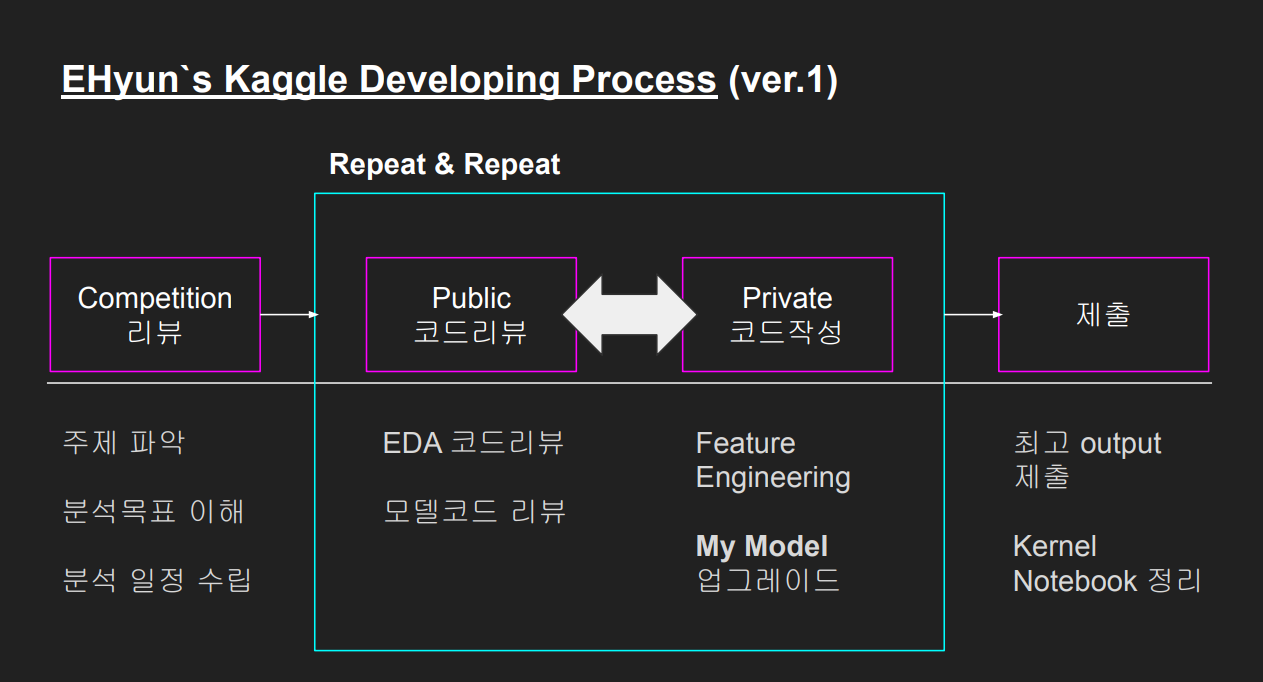 EHyun`s Kaggle Developing Process (ver.1)
Repeat & Repeat
Competition
리뷰
Public
코드리뷰
Private
코드작성
제출
주제 파악
분석목표 이해
분석 일정 수립
EDA 코드리뷰
모델코드 리뷰
Feature
Engineering
My Model
업그레이드
최고 output
제출
Kernel
Notebook 정리